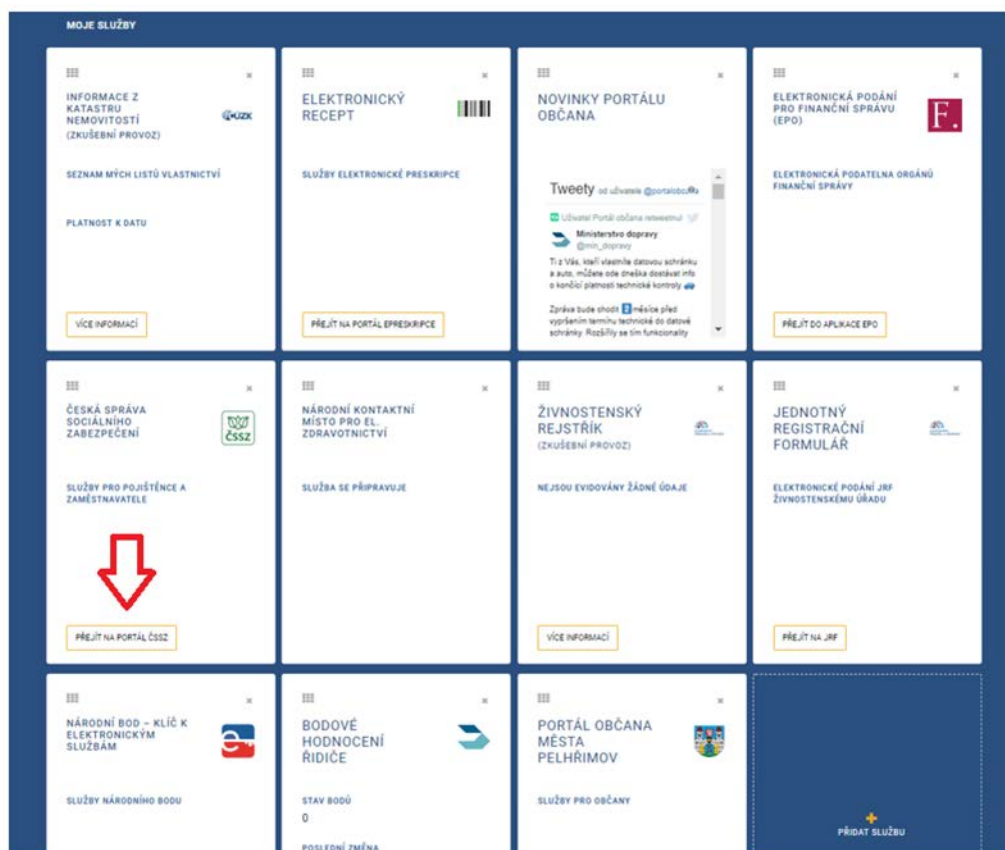 MOJE SLUŽBY
INFORMACE Z
KATASTRU
NEMOVITOSTÍ
(ZKUŠEBNÍ PROVOZ)
ČÚZK
SEZNAM MÝCH LISTŮ VLASTNICTVÍ
PLATNOST K DATU
VÍCE INFORMACÍ
ELEKTRONICKÝ
RECEPT
SLUŽBY ELEKTRONICKÉ PRESKRIPCE
PŘEJÍT NA PORTÁL EPRESKRIPCE
NOVINKY PORTÁLU
OBČANA
Tweety od uživatele @portalobc
Uživatel Portál občana retweetnul
Ministerstvo dopravy
@min_dopravy
Ti z Vás, kteří vlastníte datovou schránku
a auto, můžete ode dneška dostávat info
o končící platnosti technické kontroly
Zpráva bude chodit 2 měsíce před
vypršením termínu technické do datové
schránky. Rozšířily se tím funkcionality
ELEKTRONICKÁ PODÁNÍ
PRO FINANČNÍ SPRÁVU
(EPO)
F.
ELEKTRONICKÁ PODATELNA ORGÁNŮ
FINANČNÍ SPRÁVY
PŘEJÍT DO APLIKACE EPO
ČESKÁ SPRÁVA
SOCIÁLNÍHO
ZABEZPEČENÍ
ČSSZ
SLUŽBY PRO POJIŠTĚNCE A
ZAMĚSTNAVATELE
PŘEJÍT NA PORTÁL ČSSZ
NÁRODNÍ KONTAKTNÍ
MÍSTO PRO EL.
ZDRAVOTNICTVÍ
SLUŽBA SE PŘIPRAVUJE
ŽIVNOSTENSKÝ
REJSTŘÍK
(ZKUŠEBNÍ PROVOZ)
NEJSOU EVIDOVÁNY ŽÁDNÉ ÚDAJE
VÍCE INFORMACÍ
JEDNOTNÝ
REGISTRAČNÍ
FORMULÁŘ
ELEKTRONICKÉ PODÁNÍ JRF
ŽIVNOSTENSKÉMU ÚŘADU
PŘEJÍT NA JRF
NÁRODNÍ BOD – KLÍČ K
ELEKTRONICKÝM
SLUŽBÁM
SLUŽBY NÁRODNÍHO BODU
BODOVÉ
HODNOCENÍ
ŘIDIČE
STAV BODŮ
0
POSLEDNÍ ZMĚNA
PORTÁL OBČANA
MĚSTA
PELHŘIMOV
SLUŽBY PRO OBČANY
PŘIDAT SLUŽBU